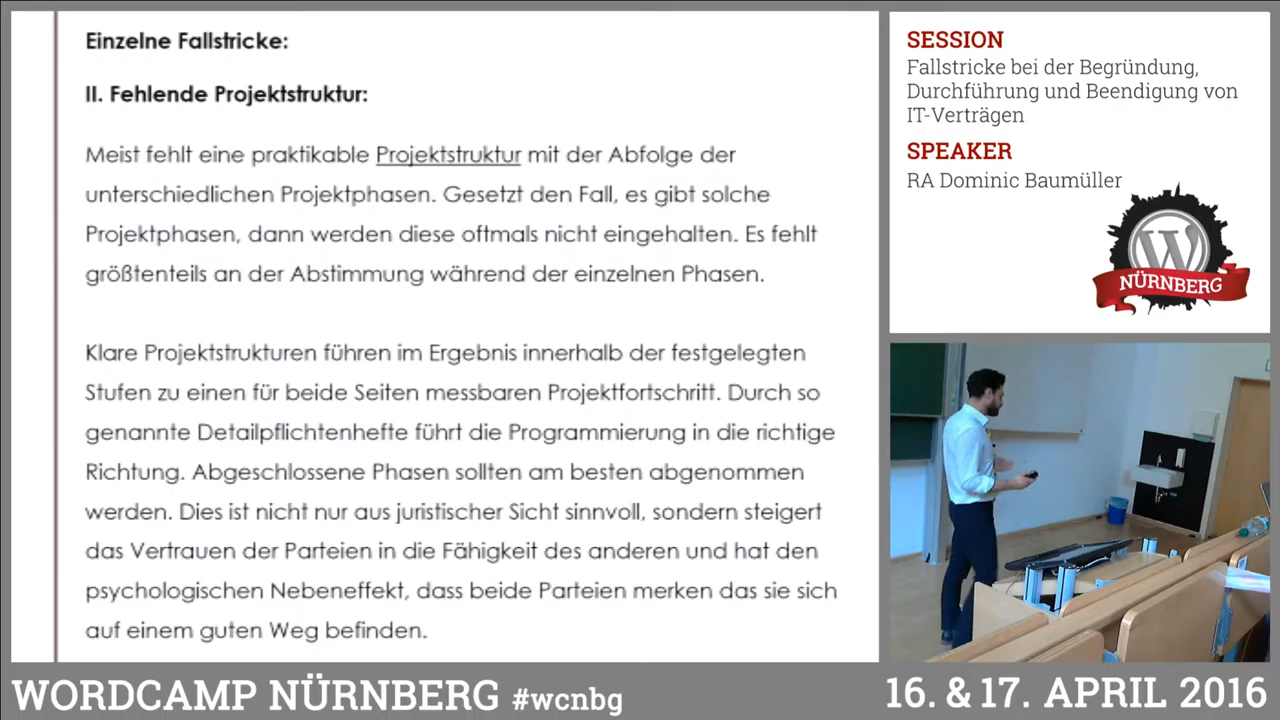 Einzelne Fallstricke:
II. Fehlende Projektstruktur:
Meist fehlt eine praktikable Projektstruktur mit der Abfolge der
unterschiedlichen Projektphasen. Gesetzt den Fall, es gibt solche
Projektphasen, dann werden diese oftmals nicht eingehalten. Es fehlt
größtenteils an der Abstimmung während der einzelnen Phasen.
Klare Projektstrukturen führen im Ergebnis innerhalb der festgelegten
Stufen zu einen für beide Seiten messbaren Projektfortschritt. Durch so
genannte Detailpflichtenhefte führt die Programmierung in die richtige
Richtung. Abgeschlossene Phasen sollten am besten abgenommen
werden. Dies ist nicht nur aus juristischer Sicht sinnvoll, sondern steigert
das Vertrauen der Parteien in die Fähigkeit des anderen und hat den
psychologischen Nebeneffekt, dass beide Parteien merken das sie sich
auf einem guten Weg befinden.
SESSION
Fallstricke bei der Begründung,
Durchführung und Beendigung von
IT-Verträgen
SPEAKER
RA Dominic Baumüller
W
NÜRNBERG
WORDCAMP NÜRNBERG #wcnbg
16. & 17. APRIL 2016